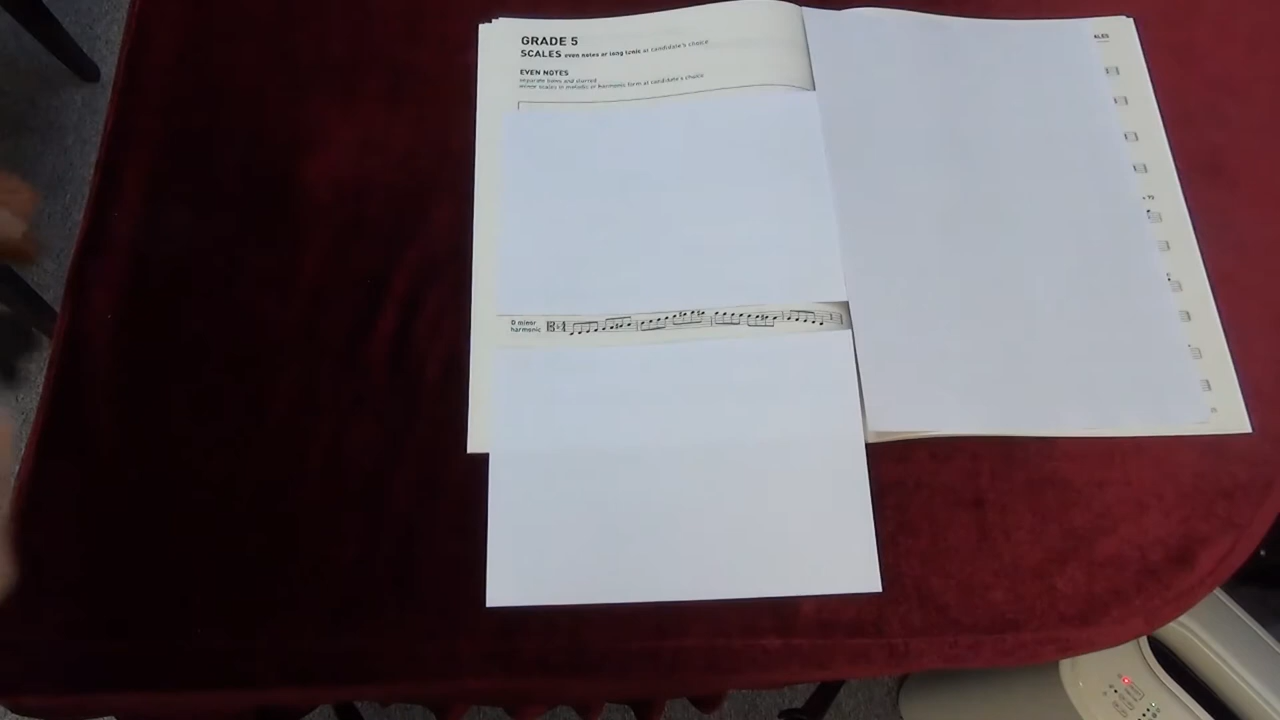 GRADE 5
SCALES even notes or long tonic at candidate's choice
EVEN NOTES
separate bows and slurred
minor scales in melodic or harmonic form at candidate's choice
D minor
harmonic
ALES